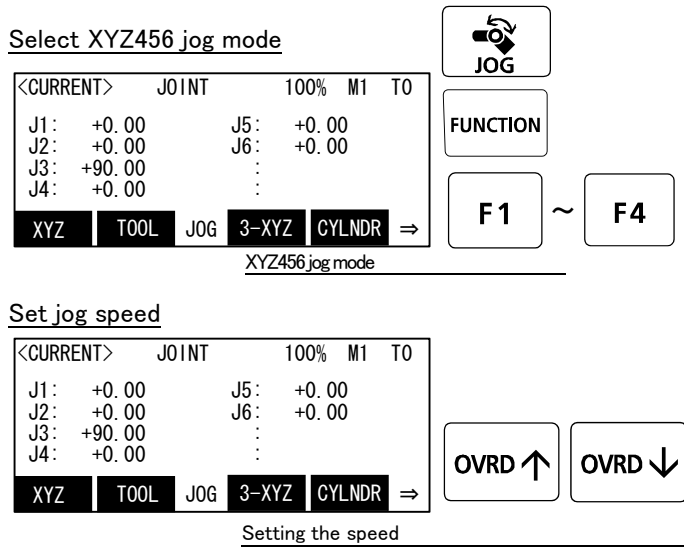 Select XYZ456 jog mode
JOG
<CURRENT> JOINT 100% M1 T0
J1: +0.00 J5: +0.00
J2: +0.00 J6: +0.00
J3: +90.00 :
J4: +0.00 :
XYZ TOOL JOG 3-XYZ CYLNDR ⇒
FUNCTION
F1 ~ F4
XYZ456 jog mode
Set jog speed
<CURRENT> JOINT 100% M1 T0
J1: +0.00 J5: +0.00
J2: +0.00 J6: +0.00
J3: +90.00 :
J4: +0.00 :
XYZ TOOL JOG 3-XYZ CYLNDR ⇒
OVRD ↑ OVRD ↓
Setting the speed